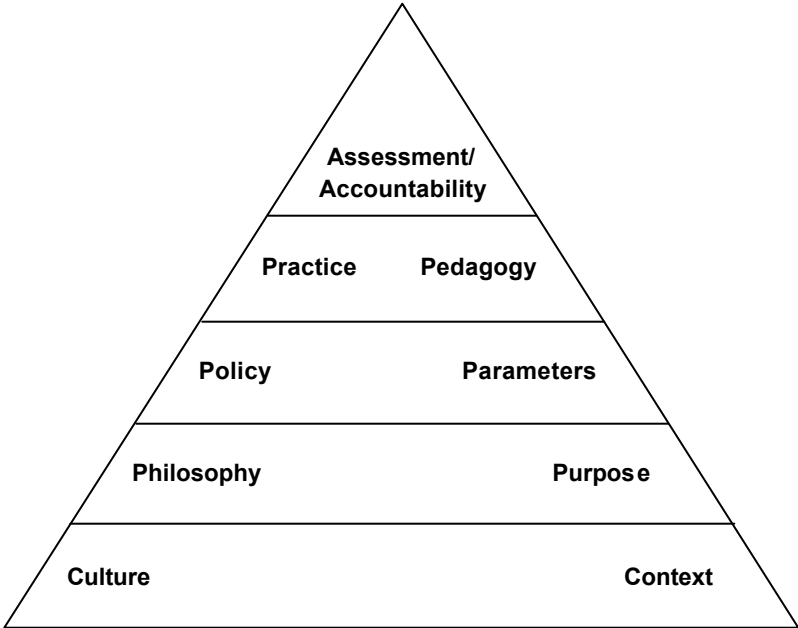 Assessment/
Accountability
Practice Pedagogy
Policy Parameters
Philosophy Purpose
Culture Context